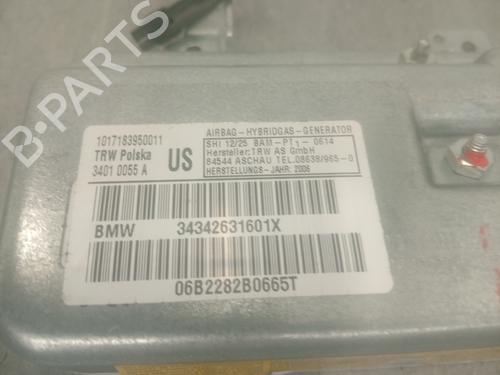 1017183950011
TRW Polska
3401 0055 A
US
AIRBAG-HYBRIDGAS-GENERATOR
SHI 12/25 BAM-PT1-0614
Hersteller:TRW AS GmbH
84544 ASCHAU TEL.08638/965-0
HERSTELLUNGS-JAHR:2006
BMW 34342631601X
06B2282B0665T
B-PARTS